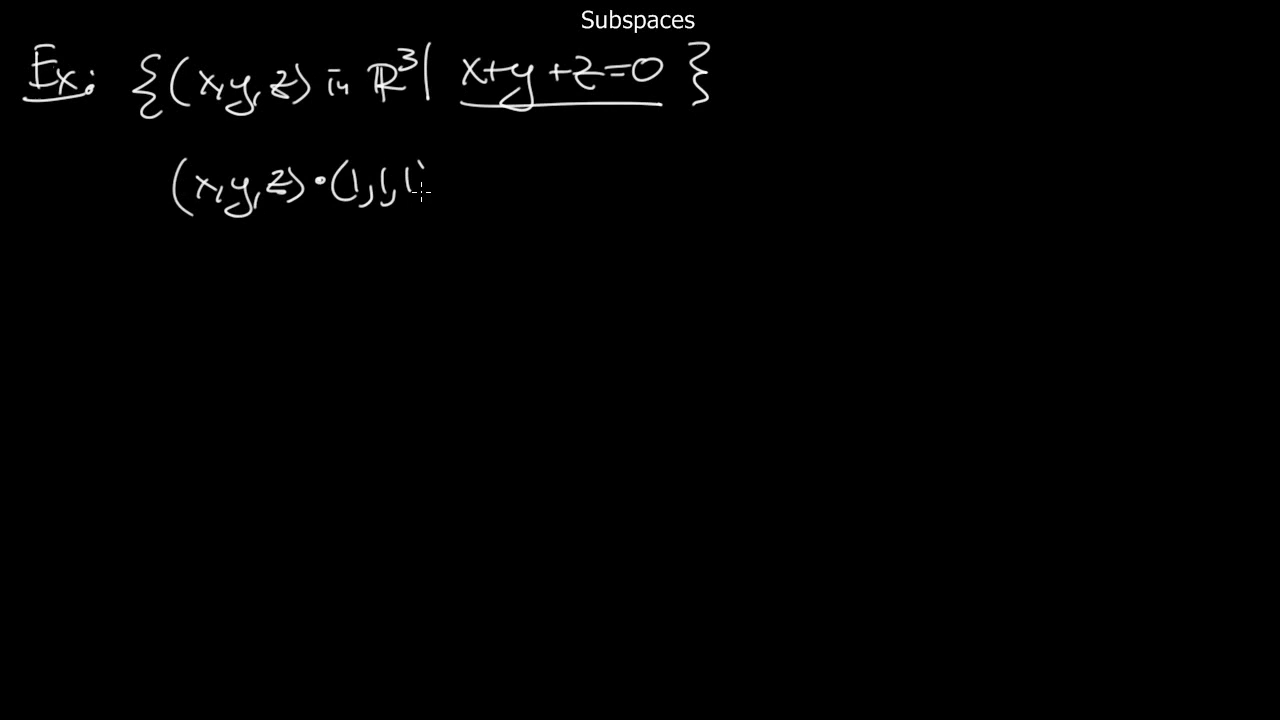 Subspaces
Ex: {(x,y,z) in ℝ³| x+y+z=0 }
(x,y,z)•(1,1,1)